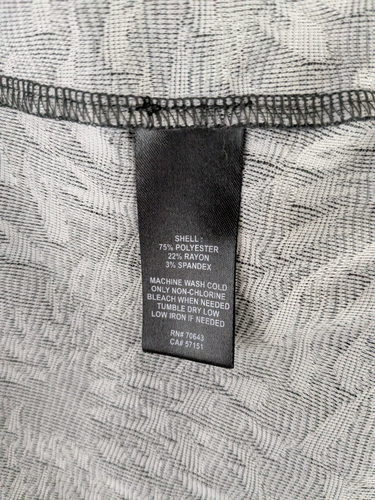 SHELL :
75% POLYESTER
22% RAYON
3% SPANDEX
MACHINE WASH COLD
ONLY NON-CHLORINE
BLEACH WHEN NEEDED
TUMBLE DRY LOW
LOW IRON IF NEEDED
RN# 70643
CA# 57151